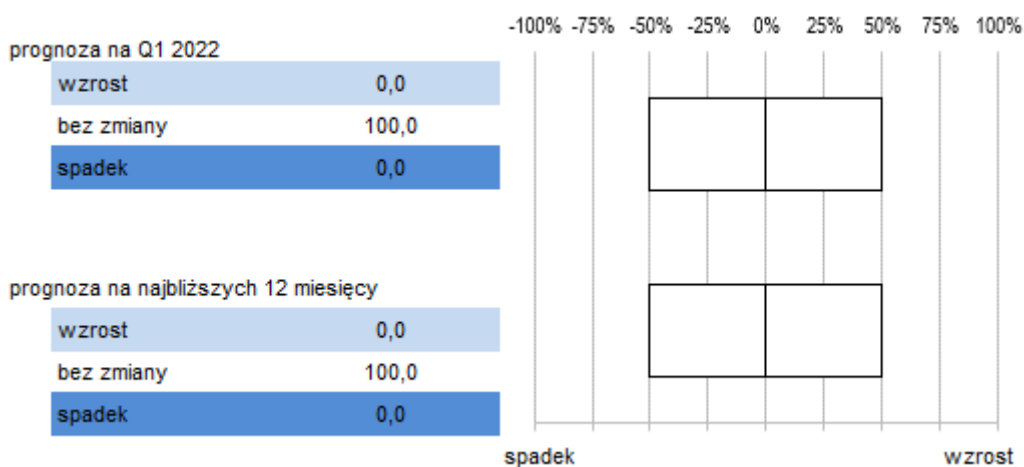 -100% -75% -50% -25% 0% 25% 50% 75% 100%
prognoza na Q1 2022
wzrost 0,0
bez zmiany 100,0
spadek 0,0
prognoza na najbliższych 12 miesięcy
wzrost 0,0
bez zmiany 100,0
spadek 0,0
spadek wzrost